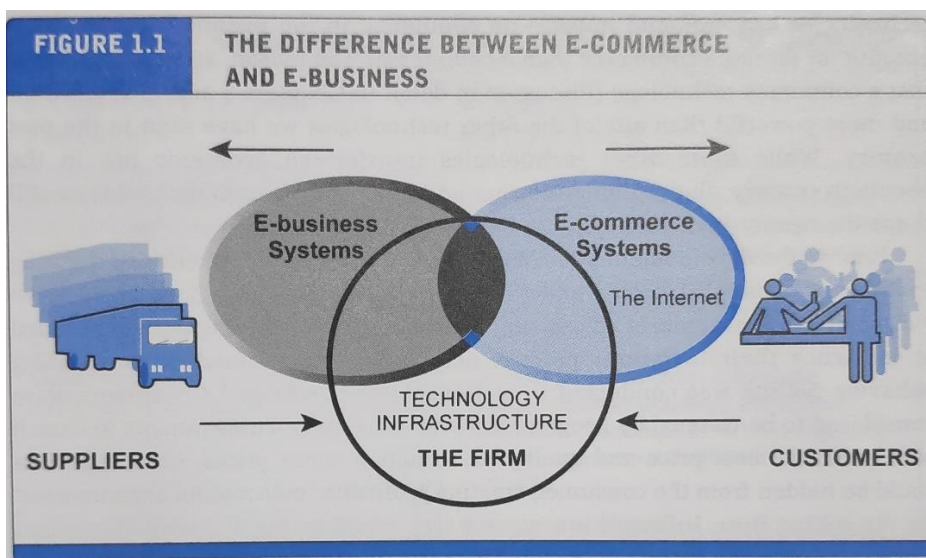 FIGURE 1.1
THE DIFFERENCE BETWEEN E-COMMERCE
AND E-BUSINESS
E-business
Systems
E-commerce
Systems
The Internet
TECHNOLOGY
INFRASTRUCTURE
THE FIRM
SUPPLIERS
CUSTOMERS